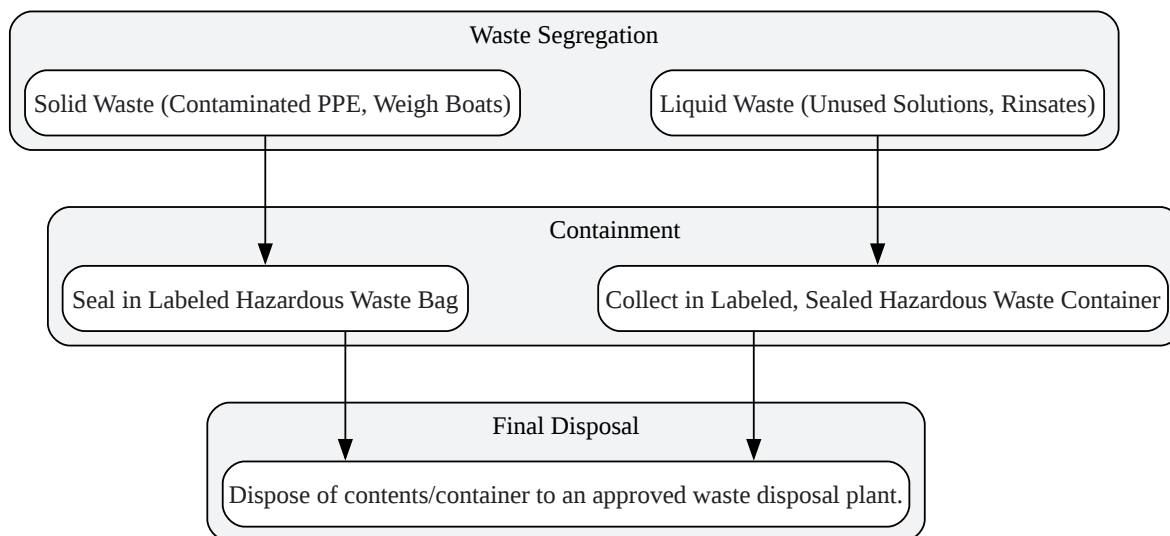 Waste Segregation
Solid Waste (Contaminated PPE, Weigh Boats)
Liquid Waste (Unused Solutions, Rinsates)
Containment
Seal in Labeled Hazardous Waste Bag
Collect in Labeled, Sealed Hazardous Waste Container
Final Disposal
Dispose of contents/container to an approved waste disposal plant.